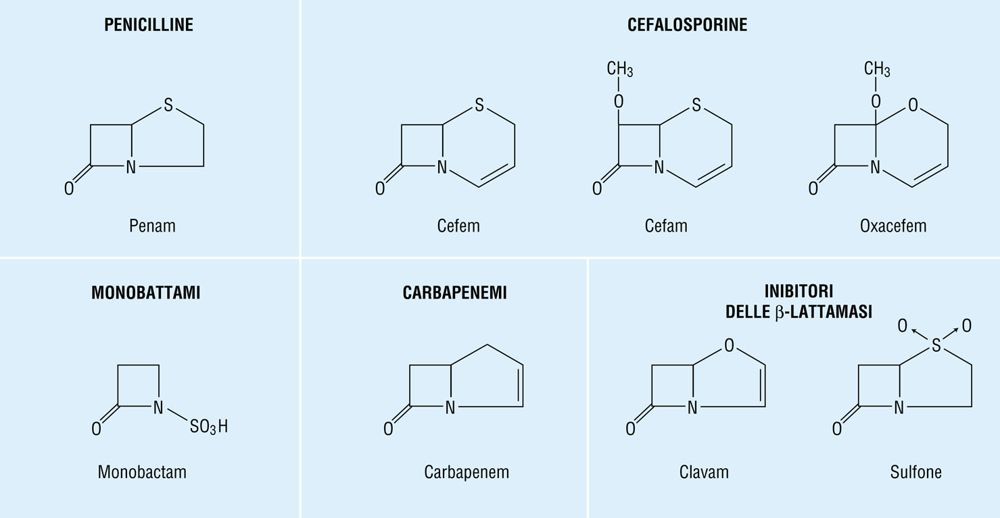 PENICILLINE
S
N
O
Penam
CEFALOSPORINE
S
N
O
Cefem
CH3
O
S
N
O
Cefam
CH3
O
O
N
O
Oxacefem
MONOBATTAMI
N
O
SO3H
Monobactam
CARBAPENEMI
N
O
Carbapenem
INIBITORI
DELLE β-LATTAMASI
O
N
O
Clavam
O
O
S
N
O
Sulfone